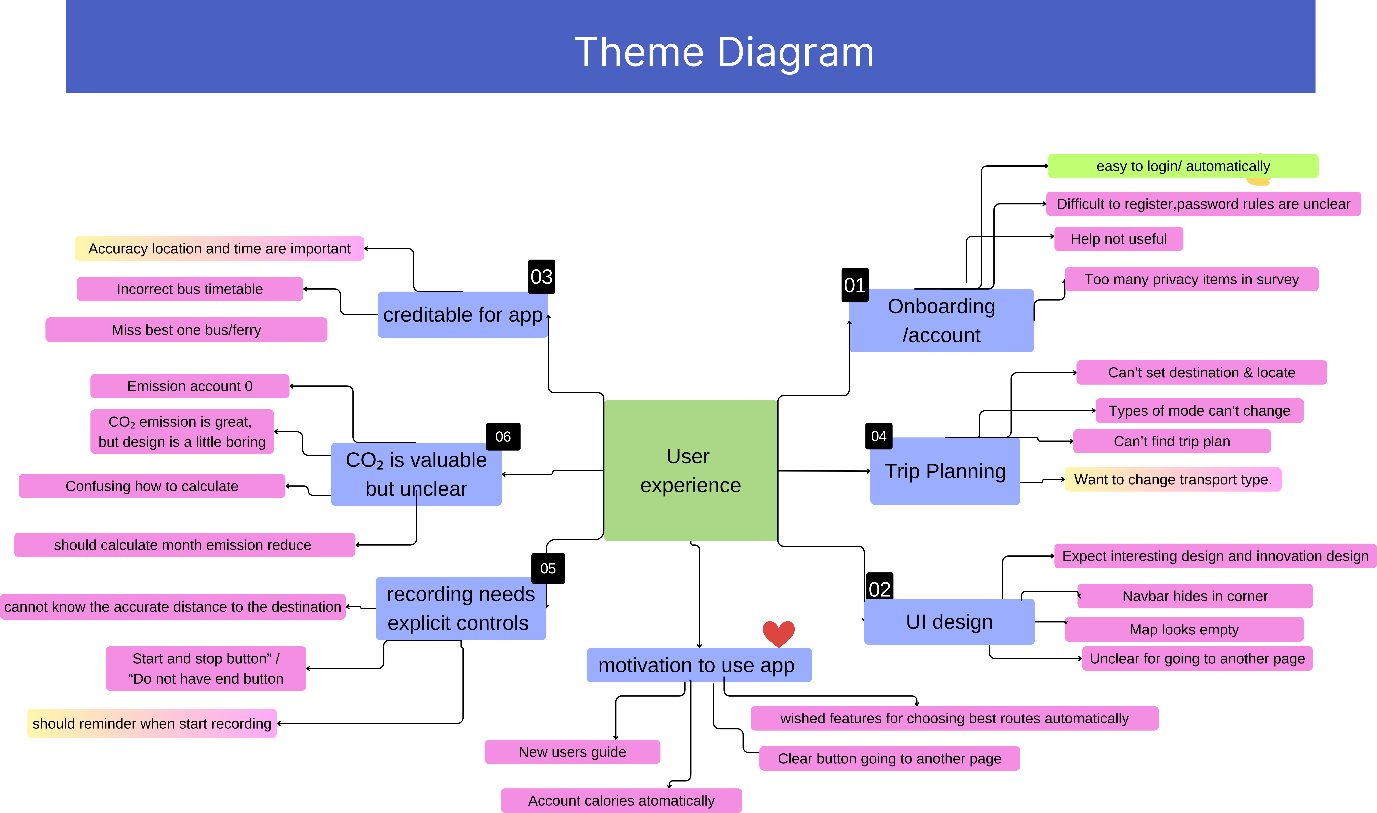 Theme Diagram
easy to login/ automatically
Difficult to register,password rules are unclear
Help not useful
Too many privacy items in survey
01
Onboarding
/account
Accuracy location and time are important
Incorrect bus timetable
Miss best one bus/ferry
03
creditable for app
Can't set destination & locate
Types of mode can't change
Can't find trip plan
Want to change transport type.
04
Trip Planning
Emission account 0
CO₂ emission is great,
but design is a little boring
Confusing how to calculate
should calculate month emission reduce
06
CO₂ is valuable
but unclear
User
experience
Expect interesting design and innovation design
Navbar hides in corner
Map looks empty
Unclear for going to another page
02
UI design
05
recording needs
explicit controls
cannot know the accurate distance to the destination
Start and stop button” /
“Do not have end button
should reminder when start recording
motivation to use app
wished features for choosing best routes automatically
New users guide
Clear button going to another page
Account calories atomatically